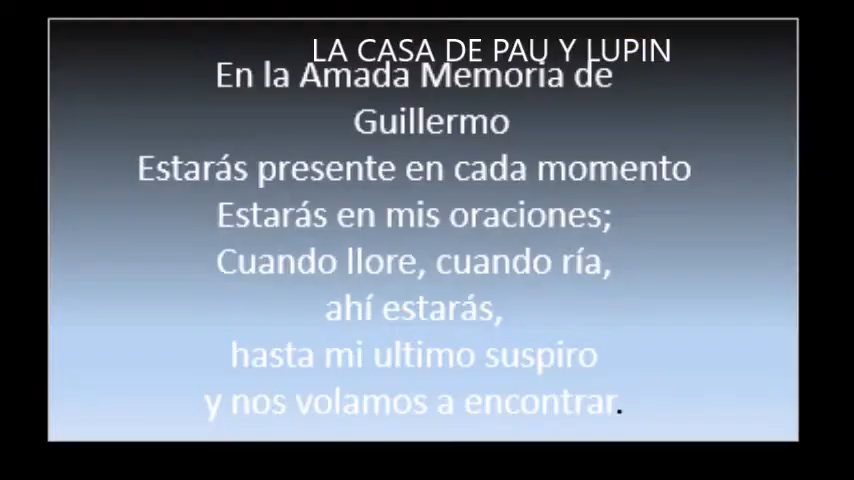 LA CASA DE PAU Y LUPIN
En la Amada Memoria de
Guillermo
Estarás presente en cada momento
Estarás en mis oraciones;
Cuando llore, cuando ría,
ahí estarás,
hasta mi ultimo suspiro
y nos volamos a encontrar.